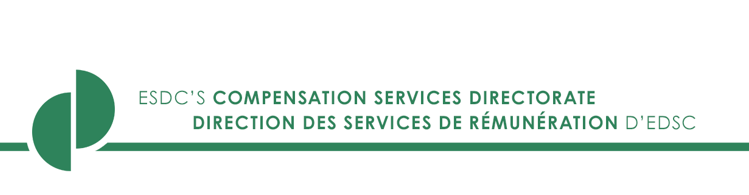 ESDC'S COMPENSATION SERVICES DIRECTORATE
DIRECTION DES SERVICES DE RÉMUNÉRATION D'EDSC